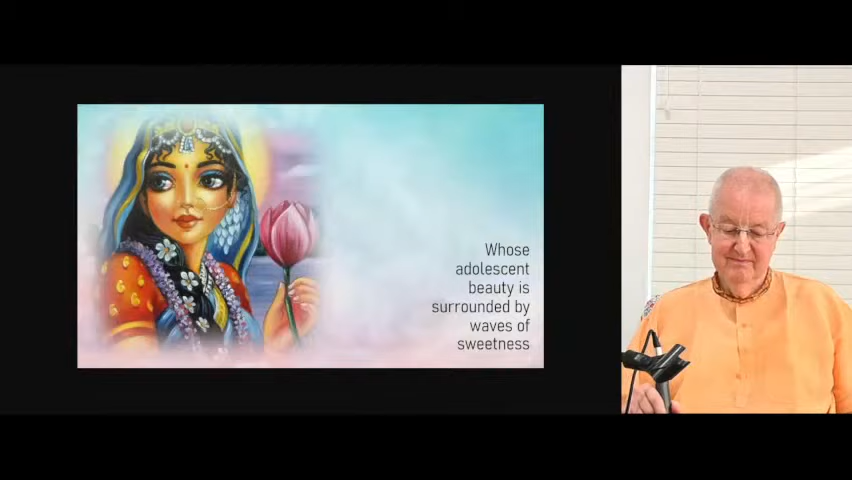 Whose
adolescent
beauty is
surrounded by
waves of
sweetness